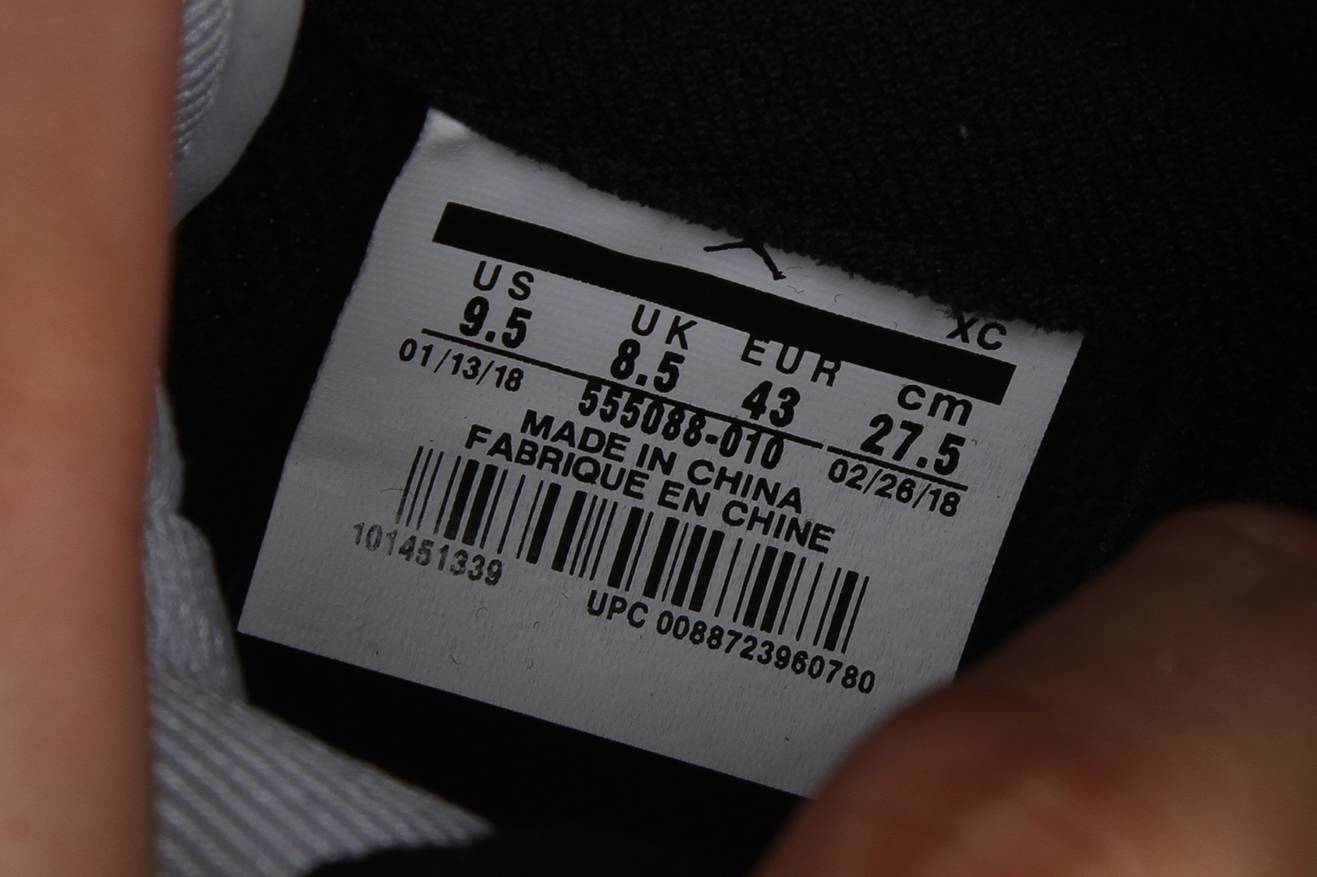 XC
US UK EUR cm
9.5 8.5 43 27.5
01/13/18 555088-010 02/26/18
MADE IN CHINA
FABRIQUE EN CHINE
101451339
UPC 0088723960780